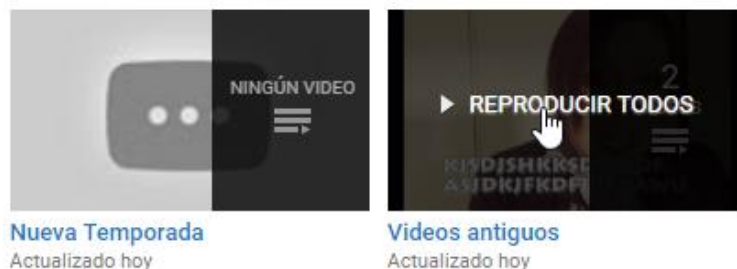 NINGÚN VIDEO
Nueva Temporada
Actualizado hoy
2
REPRODUCIR TODOS
Videos antiguos
Actualizado hoy